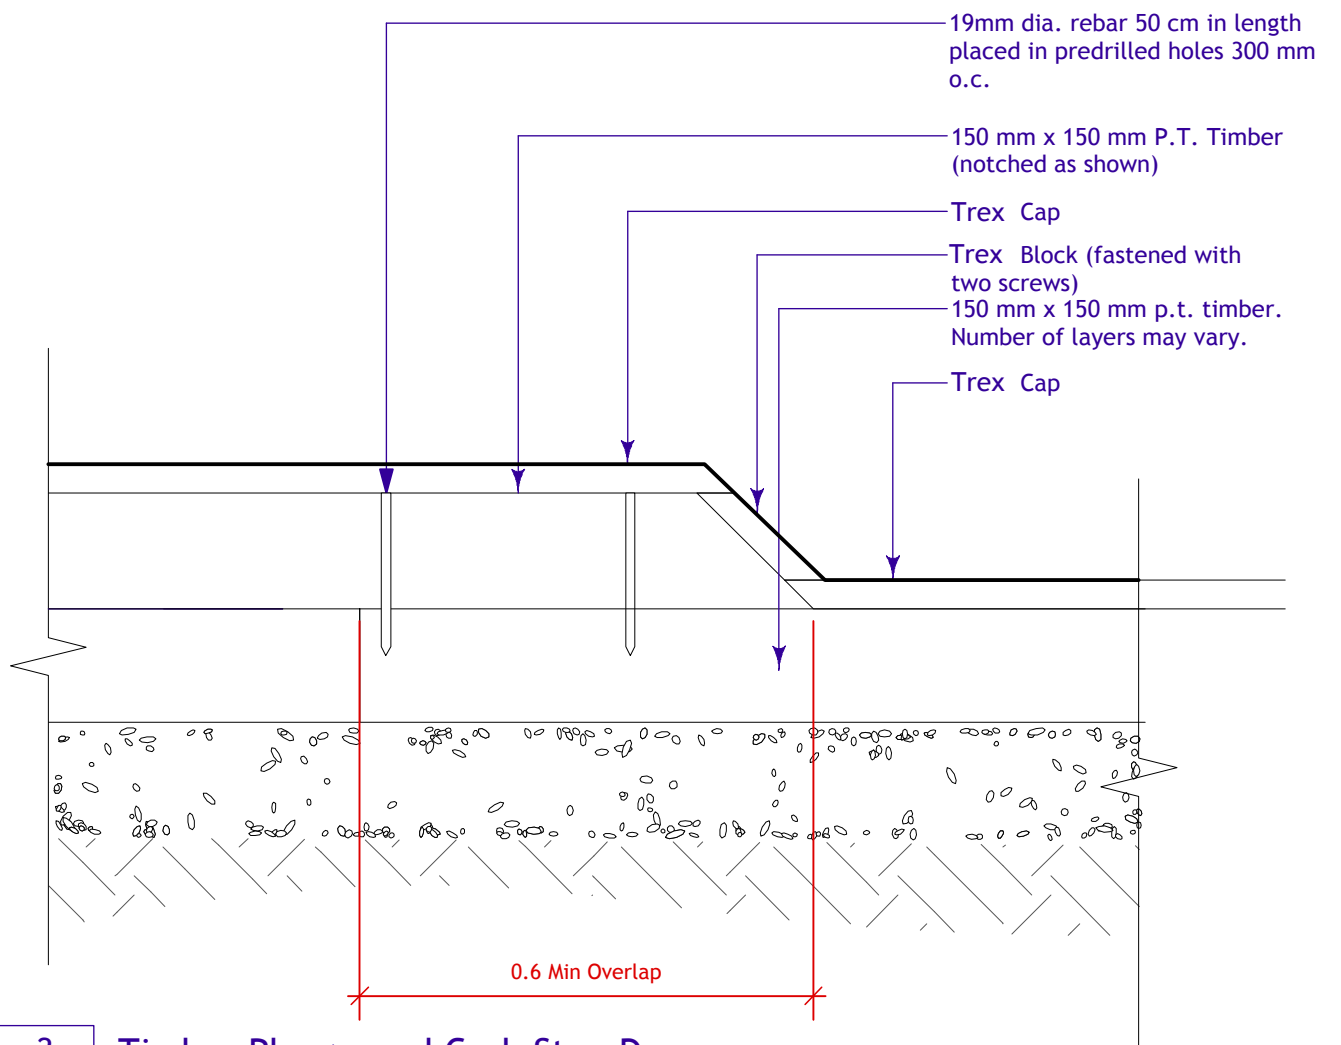 19mm dia. rebar 50 cm in length
placed in predrilled holes 300 mm
o.c.
150 mm x 150 mm P.T. Timber
(notched as shown)
Trex Cap
Trex Block (fastened with
two screws)
150 mm x 150 mm p.t. timber.
Number of layers may vary.
Trex Cap
0.6 Min Overlap